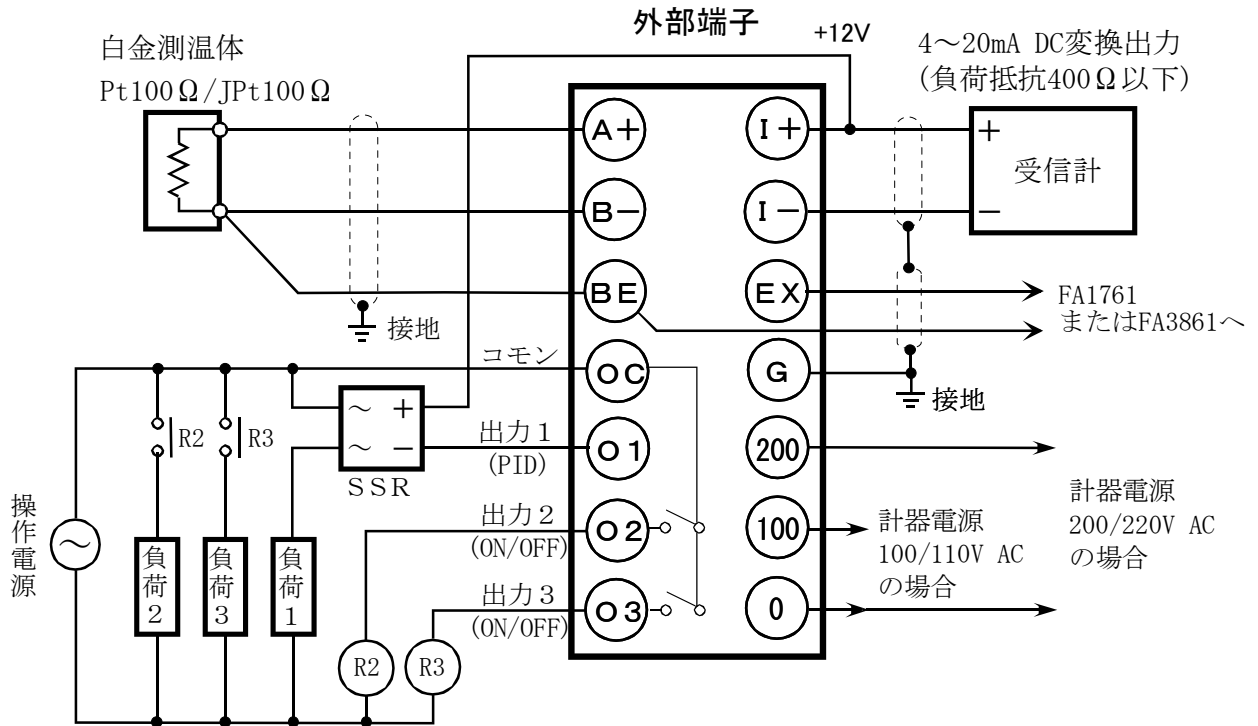 外部端子
+12V
白金測温体
Pt100Ω/JPt100Ω
4～20mA DC変換出力
(負荷抵抗400Ω以下)
A+
I+
+
受信計
B-
I-
−
BE
EX
FA1761
またはFA3861へ
接地
コモン
OC
G
接地
R2
R3
～ +
～ −
SSR
出力1
(PID)
O1
200
操作電源
～
負荷2
負荷3
負荷1
出力2
(ON/OFF)
O2
100
計器電源
100/110V AC
の場合
計器電源
200/220V AC
の場合
出力3
(ON/OFF)
O3
0
R2
R3